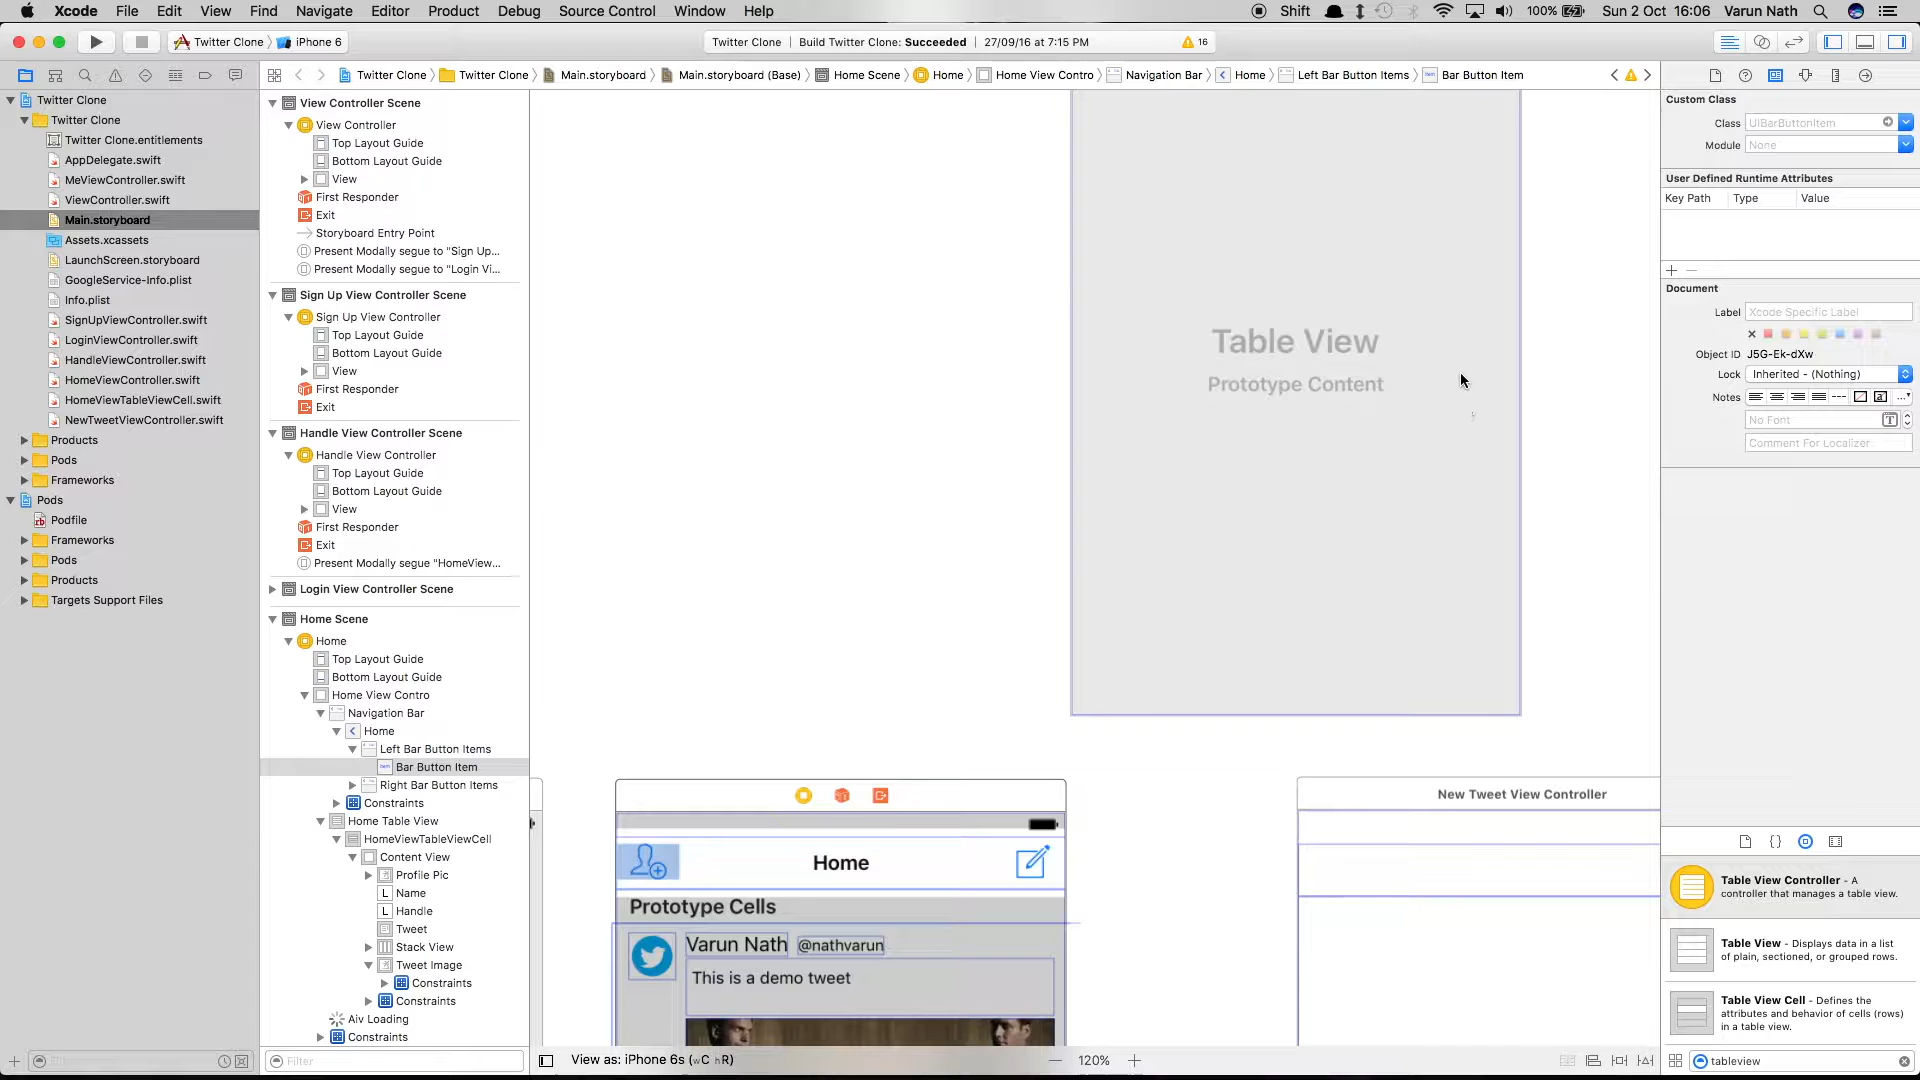 Xcode File Edit View Find Navigate Editor Product Debug Source Control Window Help Shift 100% Sun 2 Oct 16:06 Varun Nath
Twitter Clone iPhone 6
Twitter Clone | Build Twitter Clone: Succeeded | 27/09/16 at 7:15 PM 16
Twitter Clone Twitter Clone Main.storyboard Main.storyboard (Base) Home Scene Home Home View Contro Navigation Bar Home Left Bar Button Items Bar Button Item
Twitter Clone
Twitter Clone
Twitter Clone.entitlements
AppDelegate.swift
MeViewController.swift
ViewController.swift
Main.storyboard
Assets.xcassets
LaunchScreen.storyboard
GoogleService-Info.plist
Info.plist
SignUpViewController.swift
LoginViewController.swift
HandleViewController.swift
HomeViewController.swift
HomeViewTableViewCell.swift
NewTweetViewController.swift
Products
Pods
Frameworks
Pods
Podfile
Frameworks
Pods
Products
Targets Support Files
View Controller Scene
View Controller
Top Layout Guide
Bottom Layout Guide
View
First Responder
Exit
Storyboard Entry Point
Present Modally segue to "Sign Up...
Present Modally segue to "Login Vi...
Sign Up View Controller Scene
Sign Up View Controller
Top Layout Guide
Bottom Layout Guide
View
First Responder
Exit
Handle View Controller Scene
Handle View Controller
Top Layout Guide
Bottom Layout Guide
View
First Responder
Exit
Present Modally segue "HomeView...
Login View Controller Scene
Home Scene
Home
Top Layout Guide
Bottom Layout Guide
Home View Contro
Navigation Bar
Home
Left Bar Button Items
Bar Button Item
Right Bar Button Items
Constraints
Home Table View
HomeViewTableViewCell
Content View
Profile Pic
L Name
L Handle
Tweet
Stack View
Tweet Image
Constraints
Constraints
Aiv Loading
Constraints
Filter
Table View
Prototype Content
Home
Prototype Cells
Varun Nath @nathvarun
This is a demo tweet
New Tweet View Controller
View as: iPhone 6s (wC hR)
120%
Custom Class
Class UIBarButtonItem
Module None
User Defined Runtime Attributes
Key Path Type Value
Document
Label Xcode Specific Label
Object ID J5G-Ek-dXw
Lock Inherited - (Nothing)
Notes
No Font
Comment For Localizer
Table View Controller - A
controller that manages a table view.
Table View - Displays data in a list
of plain, sectioned, or grouped rows.
Table View Cell - Defines the
attributes and behavior of cells (rows)
in a table view.
tableview